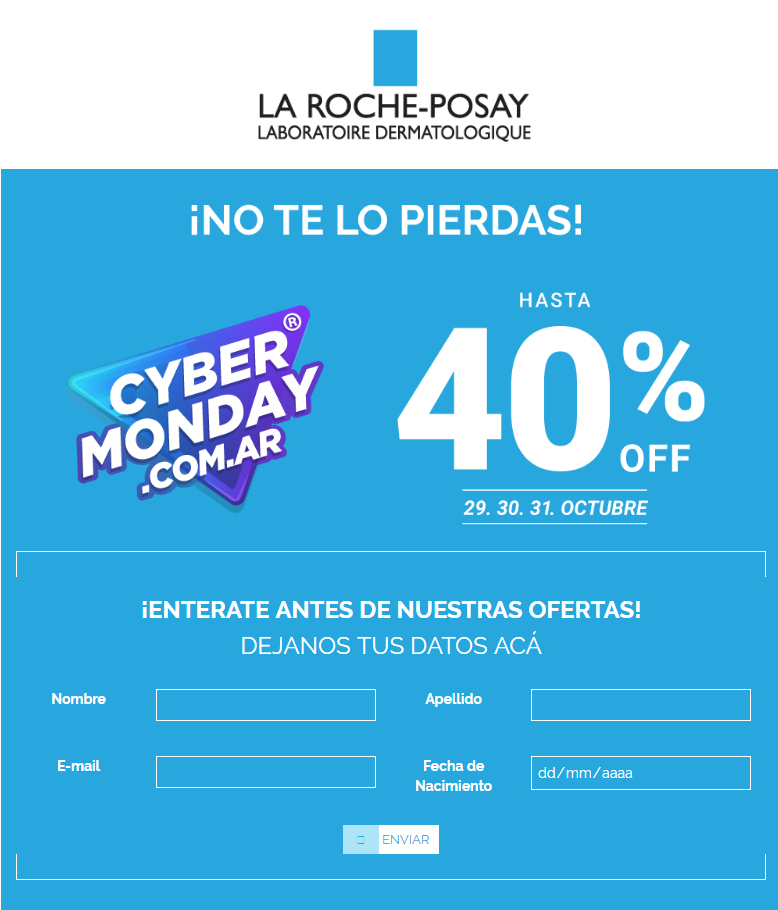 LA ROCHE-POSAY
LABORATOIRE DERMATOLOGIQUE
¡NO TE LO PIERDAS!
CYBER®
MONDAY
.COM.AR
HASTA
40%
OFF
29. 30. 31. OCTUBRE
¡ENTERATE ANTES DE NUESTRAS OFERTAS!
DEJANOS TUS DATOS ACÁ
Nombre
Apellido
E-mail
Fecha de
Nacimiento
dd/mm/aaaa
ENVIAR